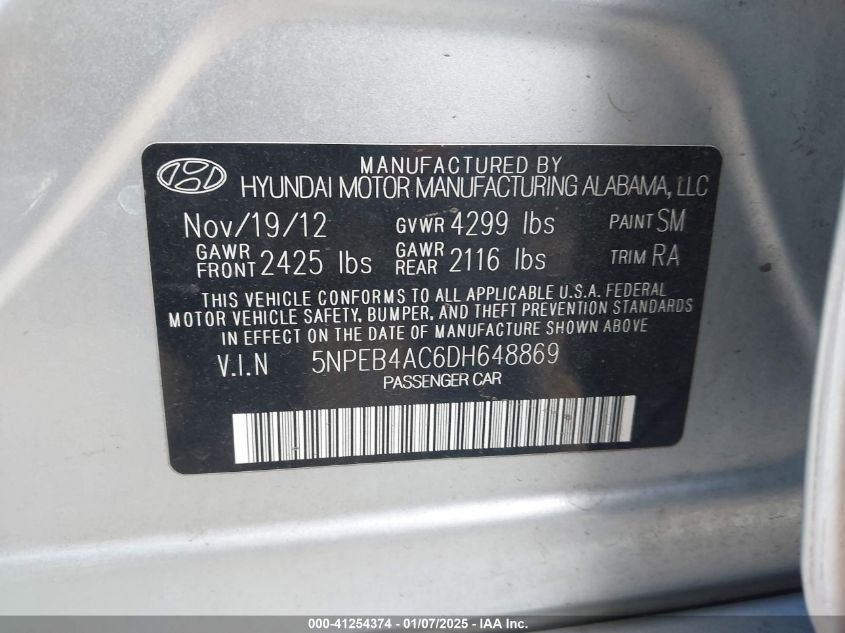 MANUFACTURED BY
HYUNDAI MOTOR MANUFACTURING ALABAMA, LLC
Nov/19/12 GVWR 4299 lbs PAINT SM
GAWR FRONT 2425 lbs GAWR REAR 2116 lbs TRIM RA
THIS VEHICLE CONFORMS TO ALL APPLICABLE U.S.A. FEDERAL
MOTOR VEHICLE SAFETY, BUMPER, AND THEFT PREVENTION STANDARDS
IN EFFECT ON THE DATE OF MANUFACTURE SHOWN ABOVE
V.I.N 5NPEB4AC6DH648869
PASSENGER CAR
000-41254374 - 01/07/2025 - IAA Inc.